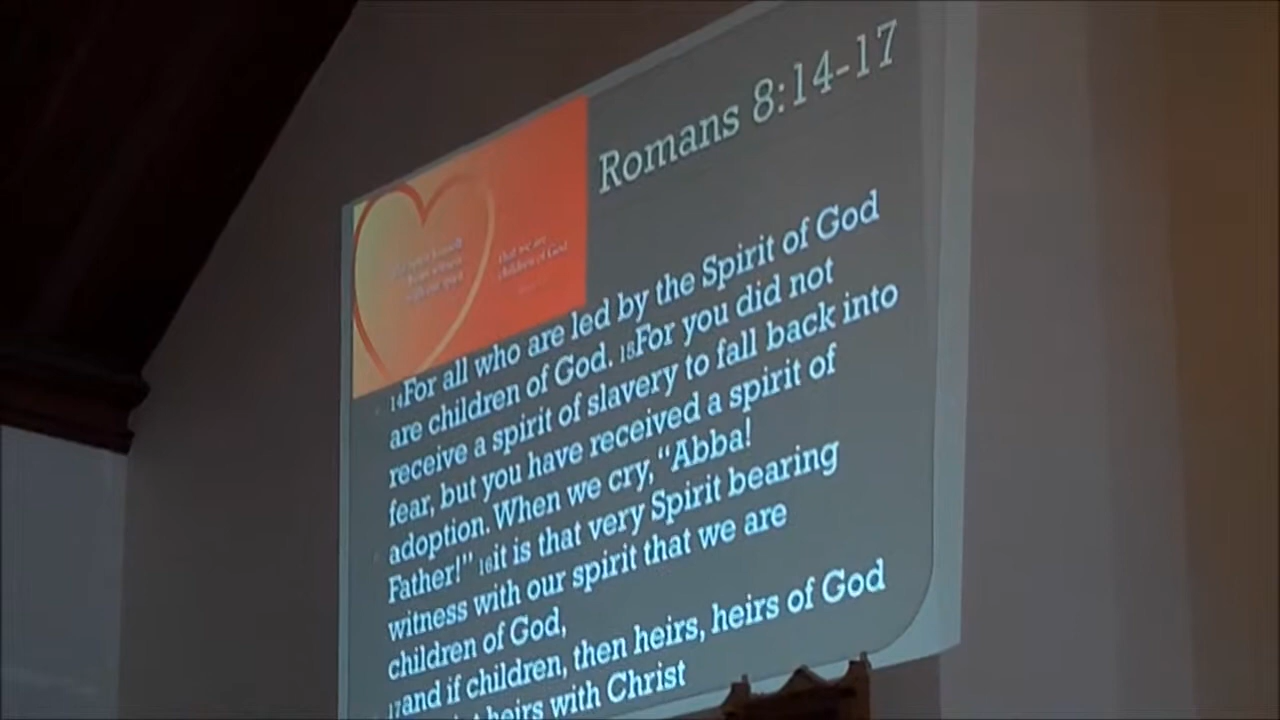 Romans 8:14-17
that we are
children of God
14For all who are led by the Spirit of God
are children of God. 15For you did not
receive a spirit of slavery to fall back into
fear, but you have received a spirit of
adoption. When we cry, “Abba!
Father!” 16it is that very Spirit bearing
witness with our spirit that we are
children of God,
17and if children, then heirs, heirs of God
heirs with Christ